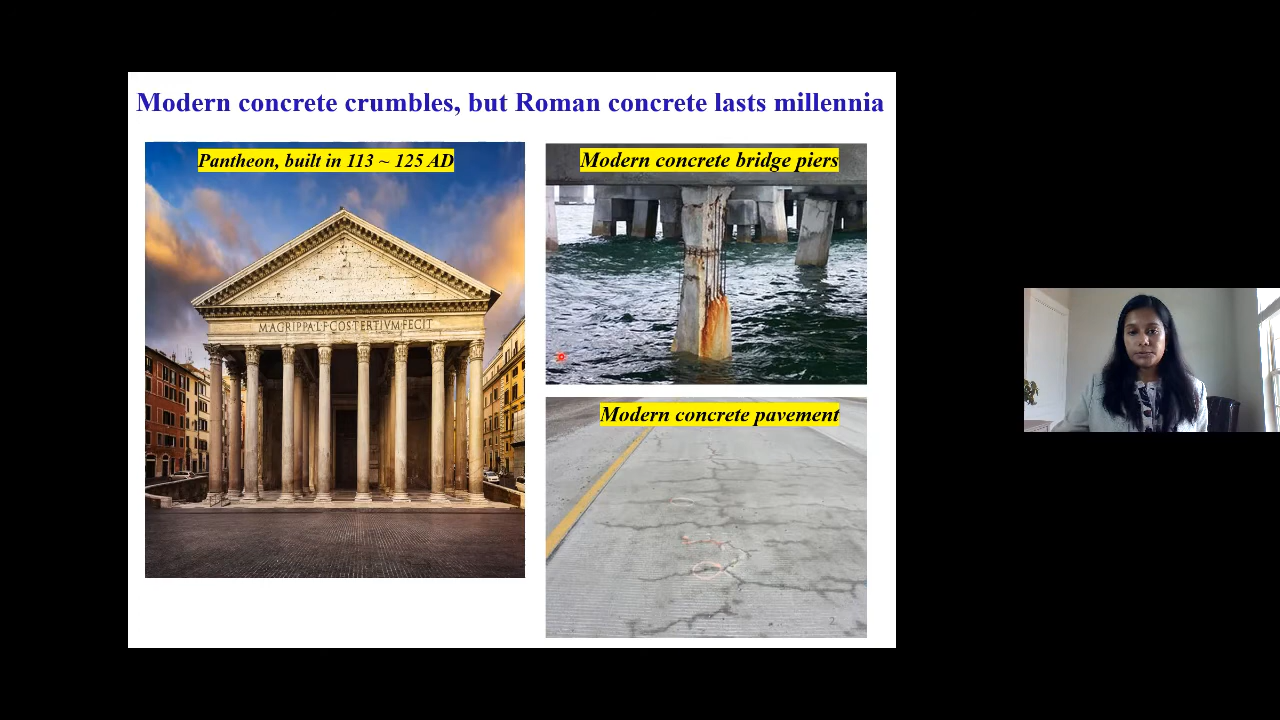 Modern concrete crumbles, but Roman concrete lasts millennia
Pantheon, built in 113 ~ 125 AD
M·AGRIPPA·L·F·COS·TERTIVM·FECIT
Modern concrete bridge piers
Modern concrete pavement
2